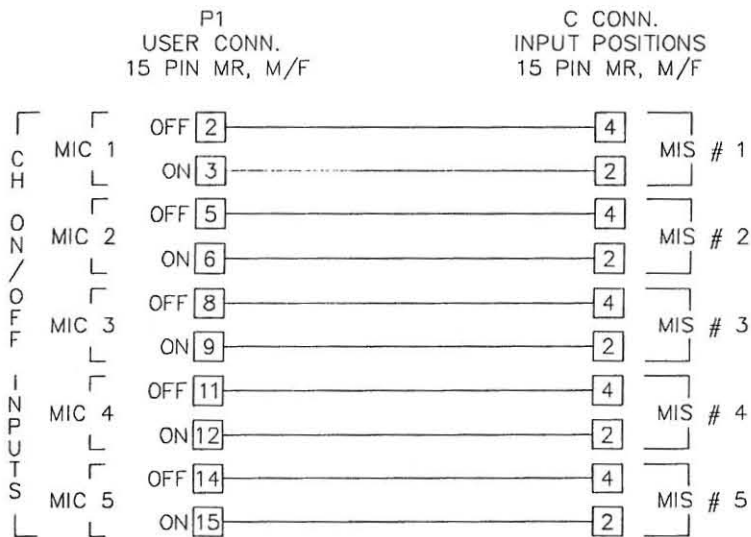 P1
USER CONN.
15 PIN MR, M/F
C CONN.
INPUT POSITIONS
15 PIN MR, M/F
CH ON/OFF INPUTS
MIC 1
OFF 2
4
ON 3
2
MIS # 1
MIC 2
OFF 5
4
ON 6
2
MIS # 2
MIC 3
OFF 8
4
ON 9
2
MIS # 3
MIC 4
OFF 11
4
ON 12
2
MIS # 4
MIC 5
OFF 14
4
ON 15
2
MIS # 5